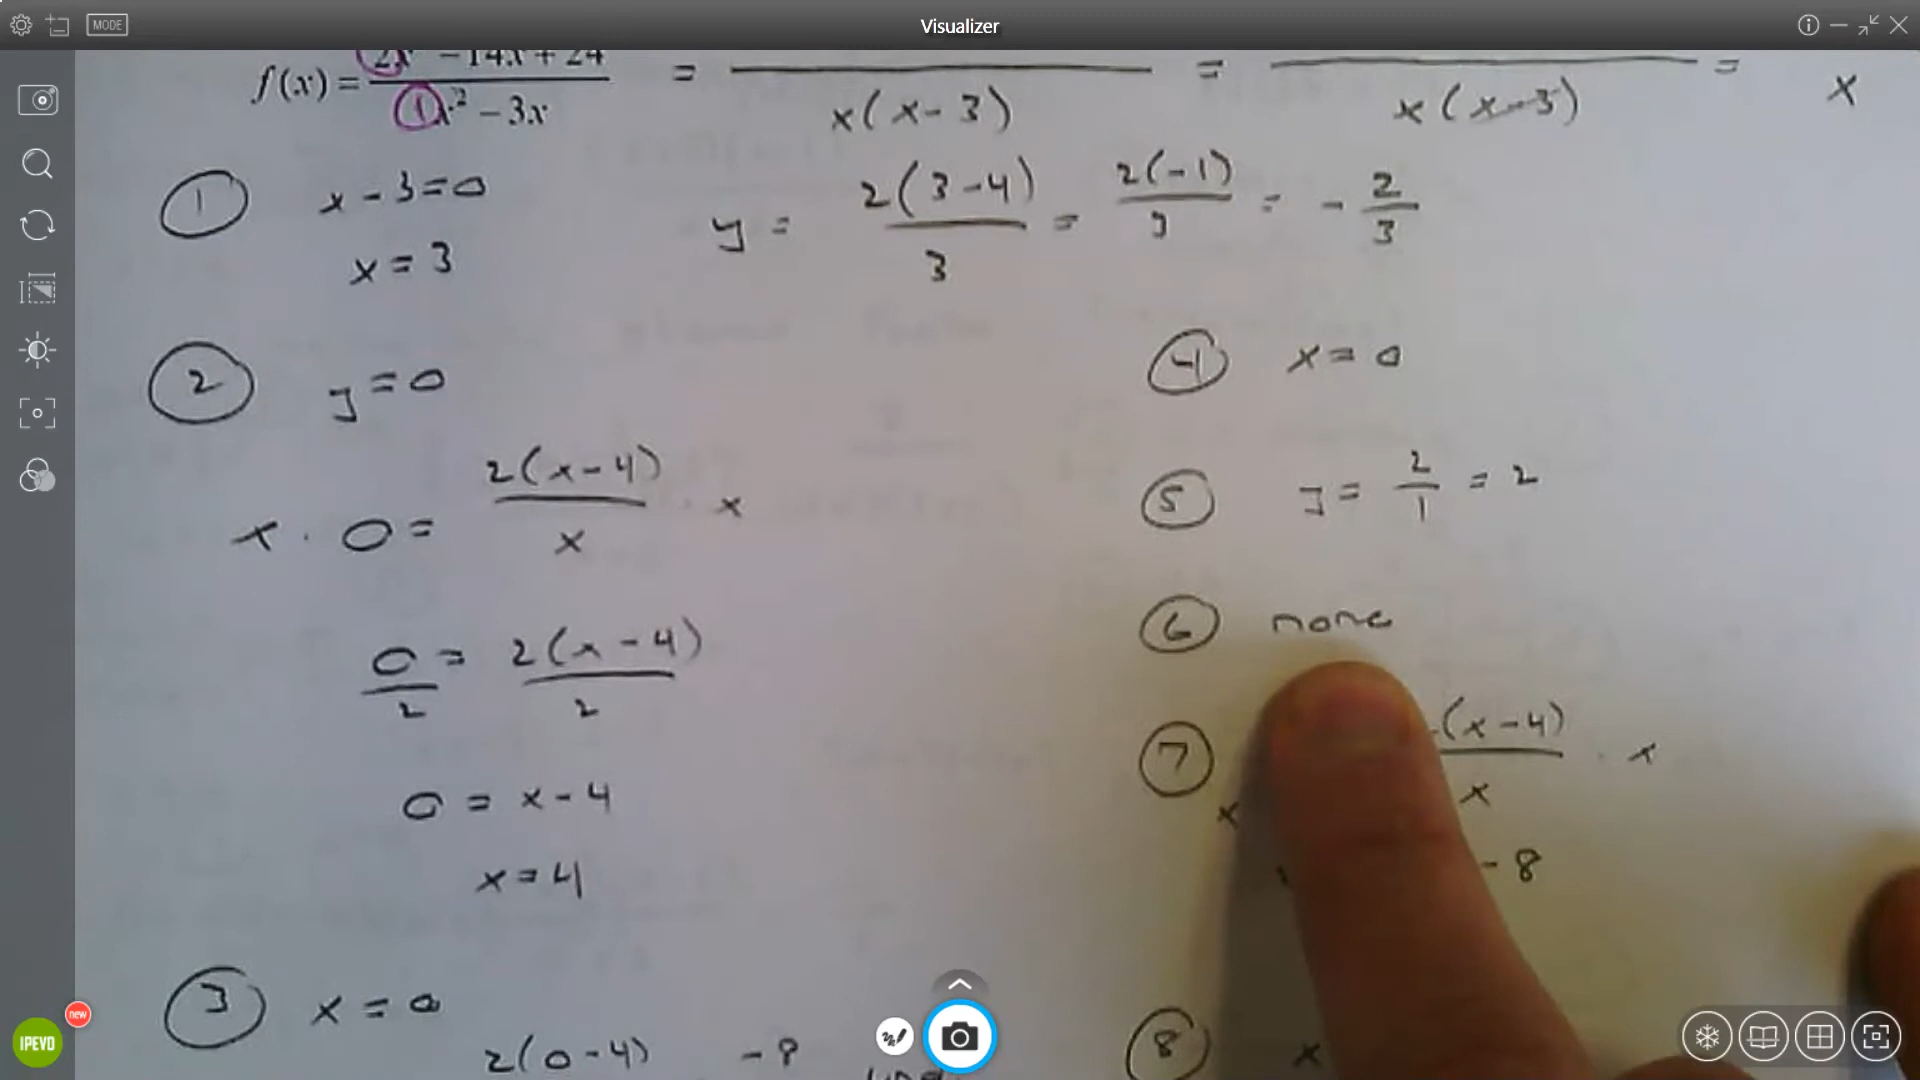 MODE
Visualizer
f(x) = (2x² - 14x + 24)/(1x² - 3x) = /(x(x-3)) = /(x(x-3)) = /x
① x - 3 = 0
x = 3
y = 2(3-4)/3 = 2(-1)/3 = -2/3
② y = 0
x · 0 = 2(x-4)/x · x
0/2 = 2(x-4)/2
0 = x - 4
x = 4
③ x = 0
2(0-4) -8
④ x = 0
⑤ y = 2/1 = 2
⑥ none
⑦ (x-4)/x · x
x
- 8
⑧ x
new
IPEVO